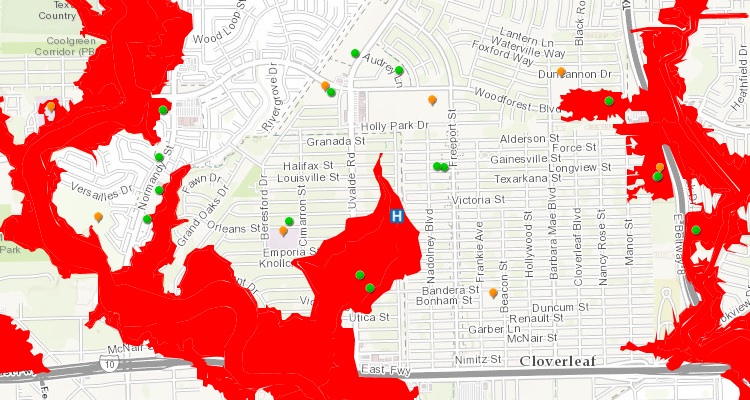 Texas
Country
Coolgreen
Corridor (PB
Wood Loop St
Rivergrove Dr
Audrey Ln
Lantern Ln
Waterville Way
Foxford Way
Black Ro
Duncannon Dr
Heathfield Dr
Woodforest Blvd
Holly Park Dr
Freeport St
Granada St
Alderson St
Force St
Gainesville St
Longview St
Texarkana St
Halifax St
Louisville St
Uvalde Rd
Normandy St
Fawn Dr
Versailles Dr
Grand Oaks Dr
Beresford Dr
Cimarron St
Orleans St
Victoria St
H
Nadolney Blvd
Frankie Ave
Beacon St
Hollywood St
Barbara Mae Blvd
Cloverleaf Blvd
Nancy Rose St
Manor St
E Beltway 8
Park
Emporia St
Knoll
Bandera St
Bonham St
Utica St
Duncum St
Renault St
Garber Ln
McNair St
McNair
10
East Fwy
Nimitz St
Cloverleaf